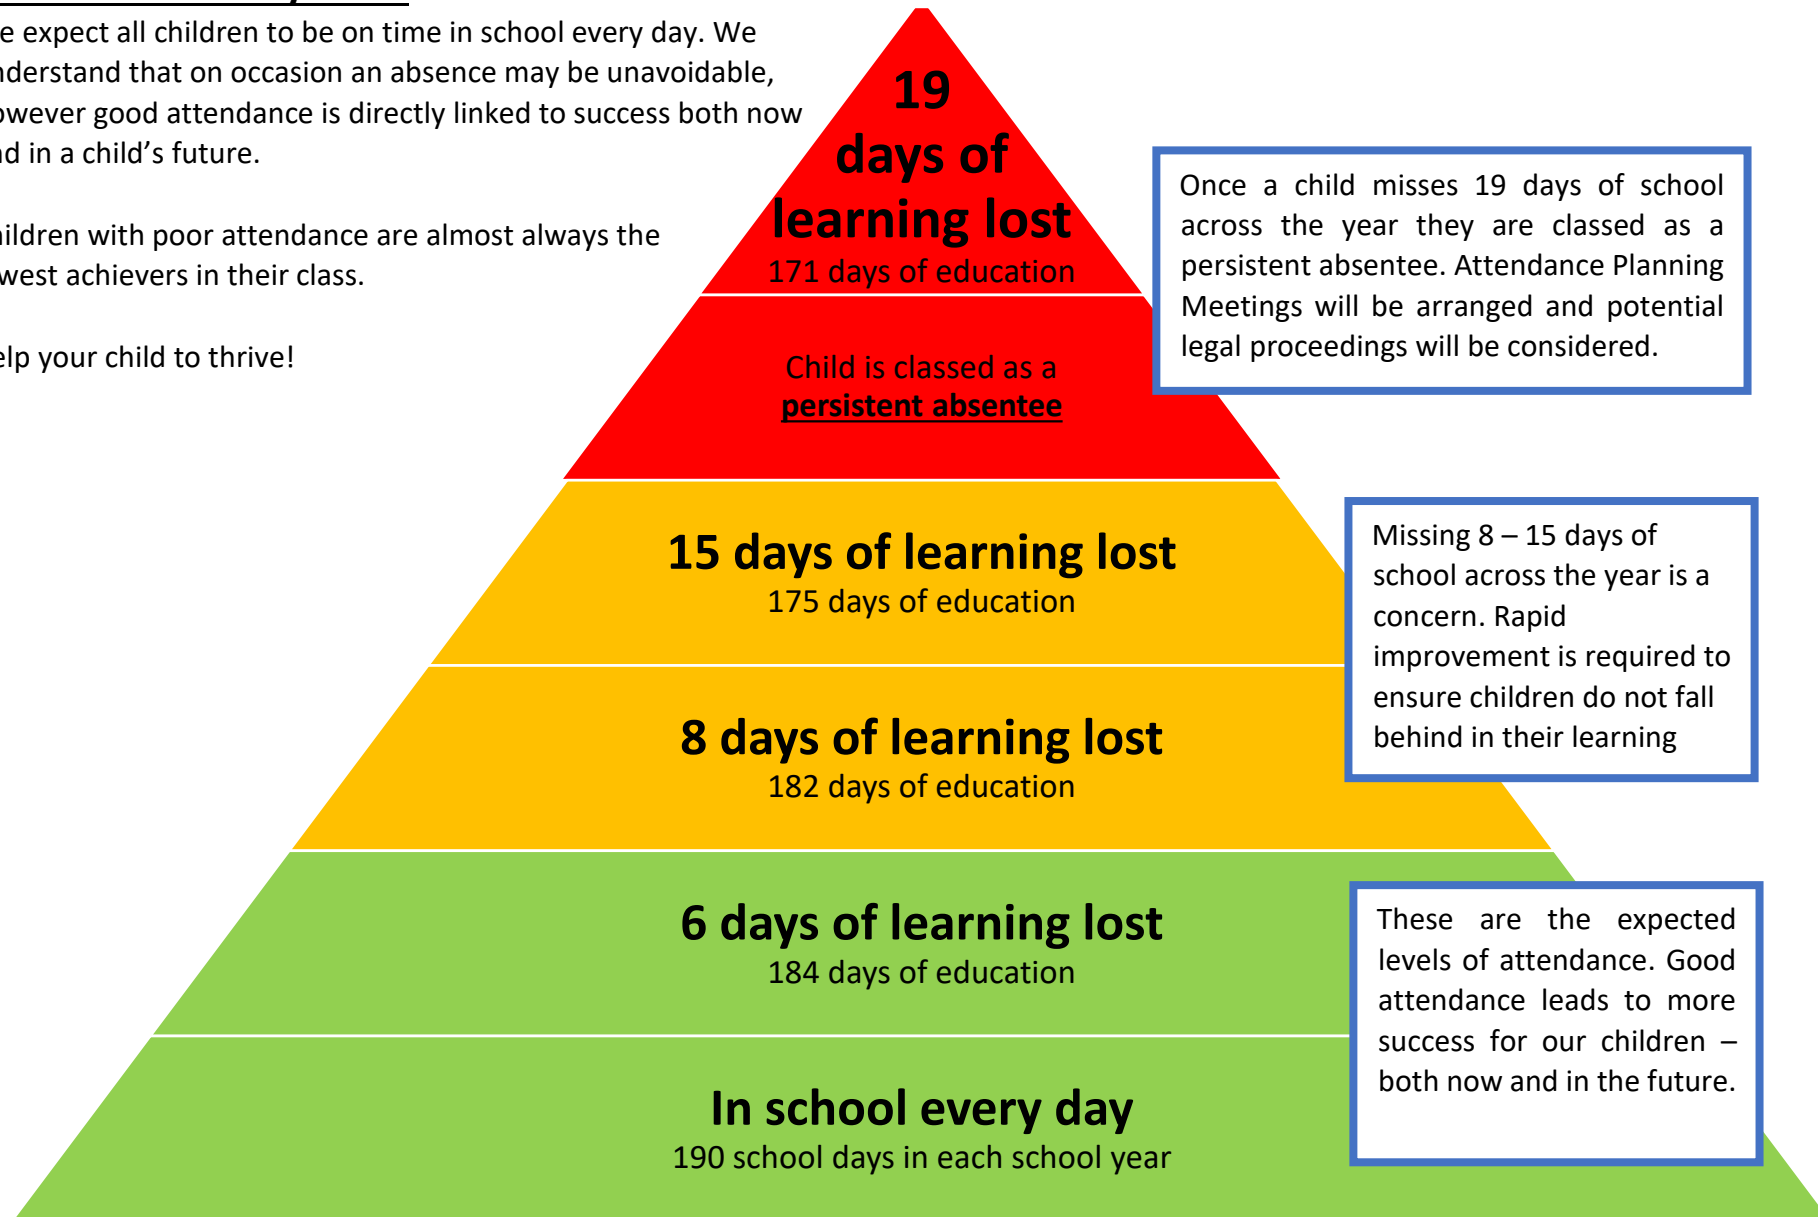 e expect all children to be on time in school every day. We
nderstand that on occasion an absence may be unavoidable,
owever good attendance is directly linked to success both now
nd in a child's future.
hildren with poor attendance are almost always the
west achievers in their class.
elp your child to thrive!
19
days of
learning lost
171 days of education
Child is classed as a
persistent absentee
15 days of learning lost
175 days of education
8 days of learning lost
182 days of education
6 days of learning lost
184 days of education
In school every day
190 school days in each school year
Once a child misses 19 days of school
across the year they are classed as a
persistent absentee. Attendance Planning
Meetings will be arranged and potential
legal proceedings will be considered.
Missing 8 – 15 days of
school across the year is a
concern. Rapid
improvement is required to
ensure children do not fall
behind in their learning
These are the expected
levels of attendance. Good
attendance leads to more
success for our children –
both now and in the future.